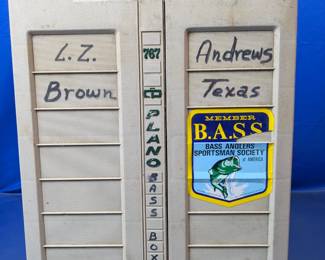 L.Z.
Brown
767
PLANO
BASS BOX
Andrews
Texas
MEMBER
B.A.S.S.
BASS ANGLERS
SPORTSMAN SOCIETY
of AMERICA